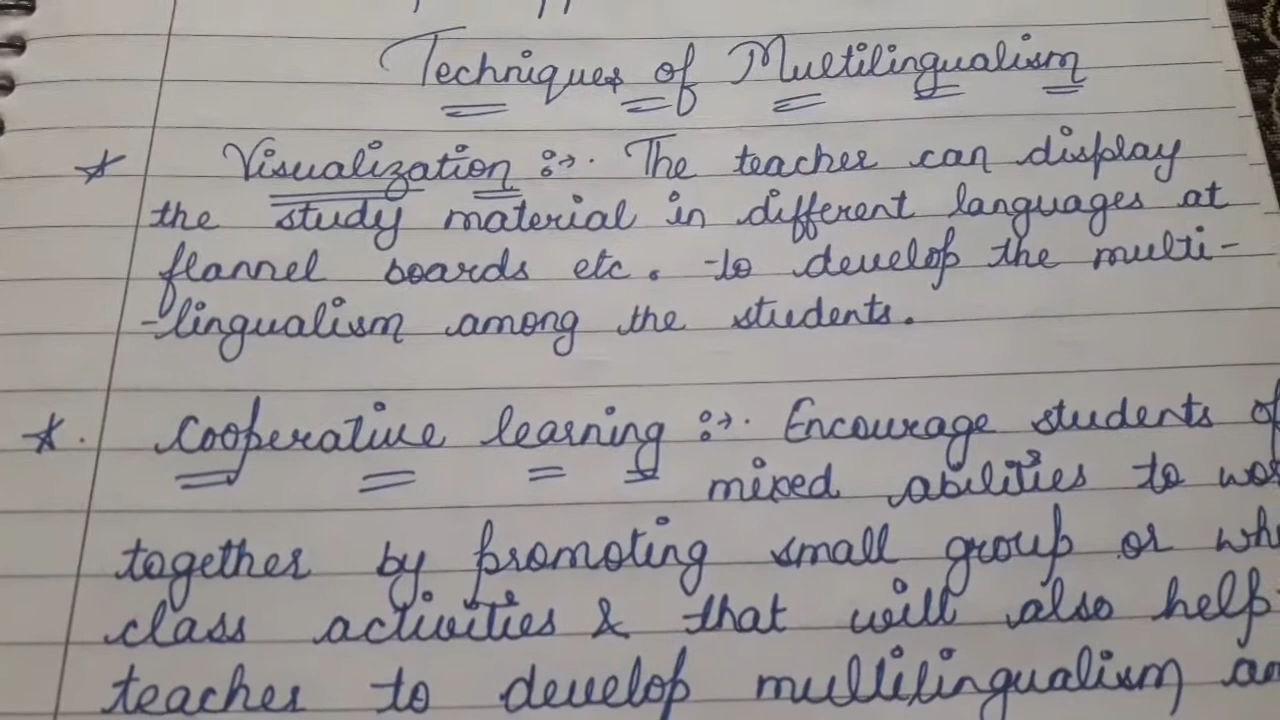 Techniques of Multilingualism
* Visualization :→. The teacher can display
the study material in different languages at
flannel boards etc. to develop the multi-
-lingualism among the students.
*. Cooperative learning :→. Encourage students of
mixed abilities to
together by promoting small group or
class activities & that will also help
teacher to develop multilingualism